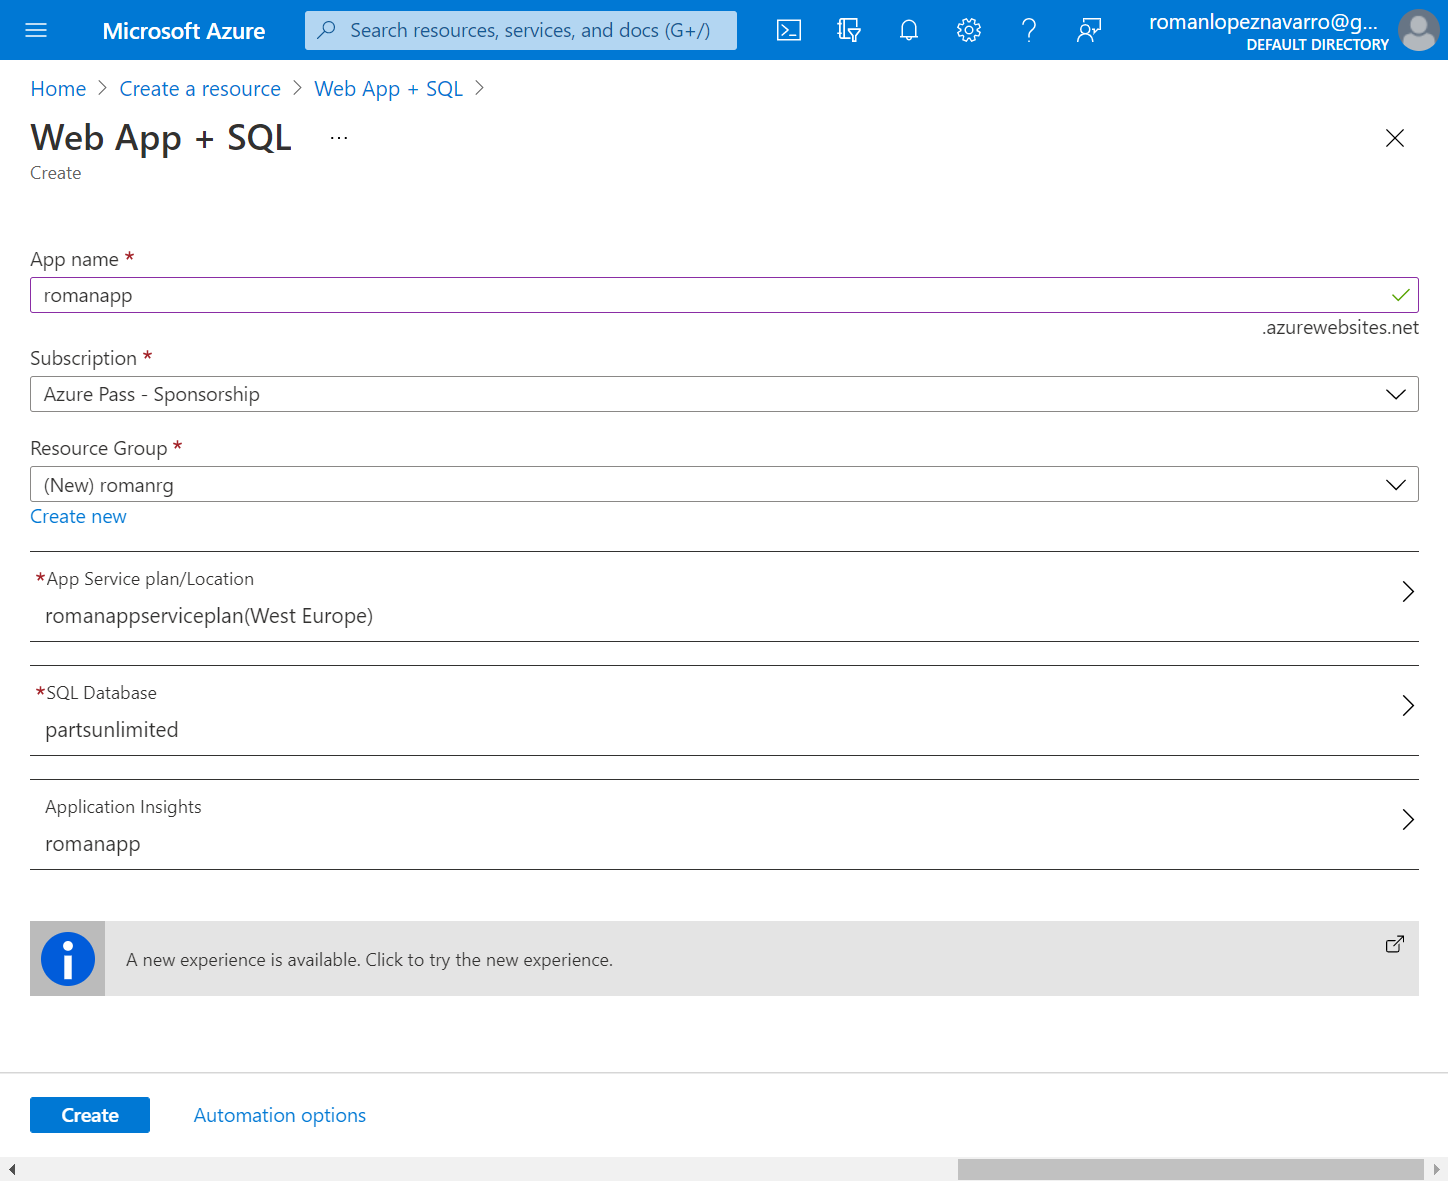 Microsoft Azure
Search resources, services, and docs (G+/)
romanlopeznavarro@g...
DEFAULT DIRECTORY
Home > Create a resource > Web App + SQL >
Web App + SQL ...
Create
App name *
romanapp
.azurewebsites.net
Subscription *
Azure Pass - Sponsorship
Resource Group *
(New) romanrg
Create new
*App Service plan/Location
romanappserviceplan(West Europe)
*SQL Database
partsunlimited
Application Insights
romanapp
A new experience is available. Click to try the new experience.
Create
Automation options